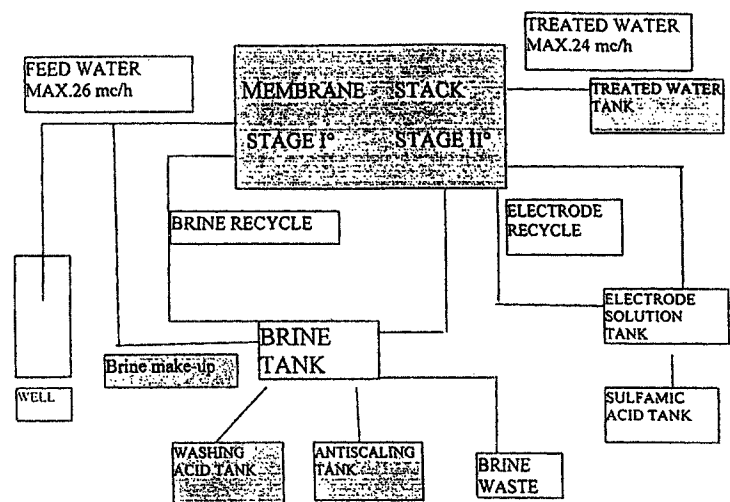 TREATED WATER
MAX.24 mc/h
FEED WATER
MAX.26 mc/h
MEMBRANE STACK
TREATED WATER
TANK
STAGE I° STAGE II°
BRINE RECYCLE
ELECTRODE
RECYCLE
ELECTRODE
SOLUTION
TANK
BRINE
TANK
Brine make-up
WELL
SULFAMIC
ACID TANK
WASHING
ACID TANK
ANTISCALING
TANK
BRINE
WASTE